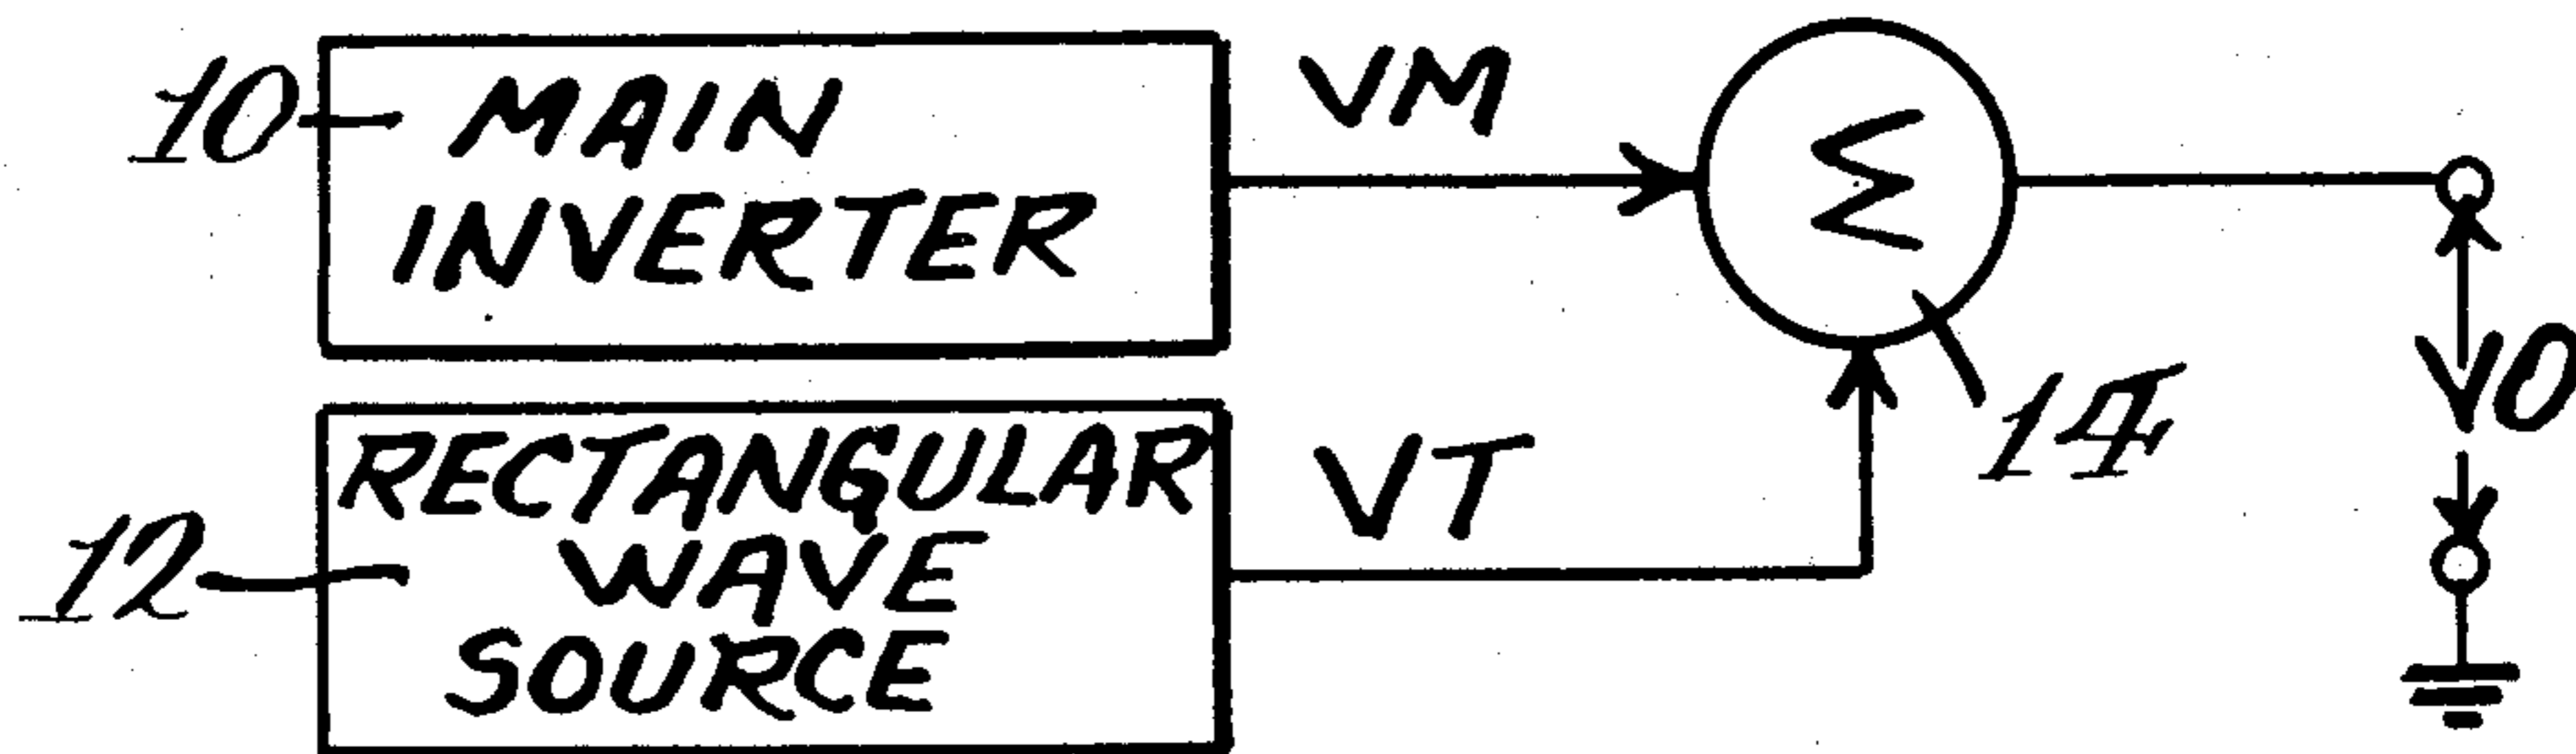 10
MAIN
INVERTER
VM
Σ
14
VO
12
RECTANGULAR
WAVE
SOURCE
VT